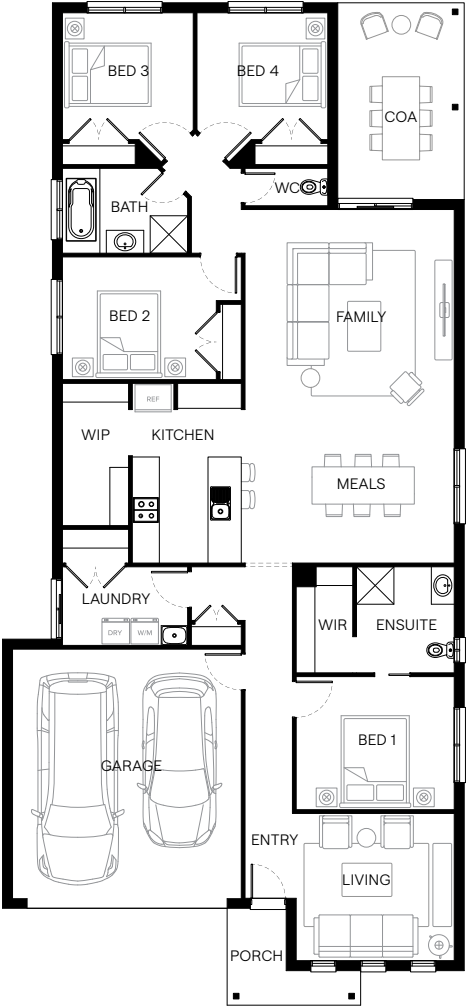 BED 3
BED 4
COA
WC
BATH
BED 2
FAMILY
REF
WIP
KITCHEN
MEALS
LAUNDRY
DRY
W/M
WIR
ENSUITE
BED 1
GARAGE
ENTRY
LIVING
PORCH